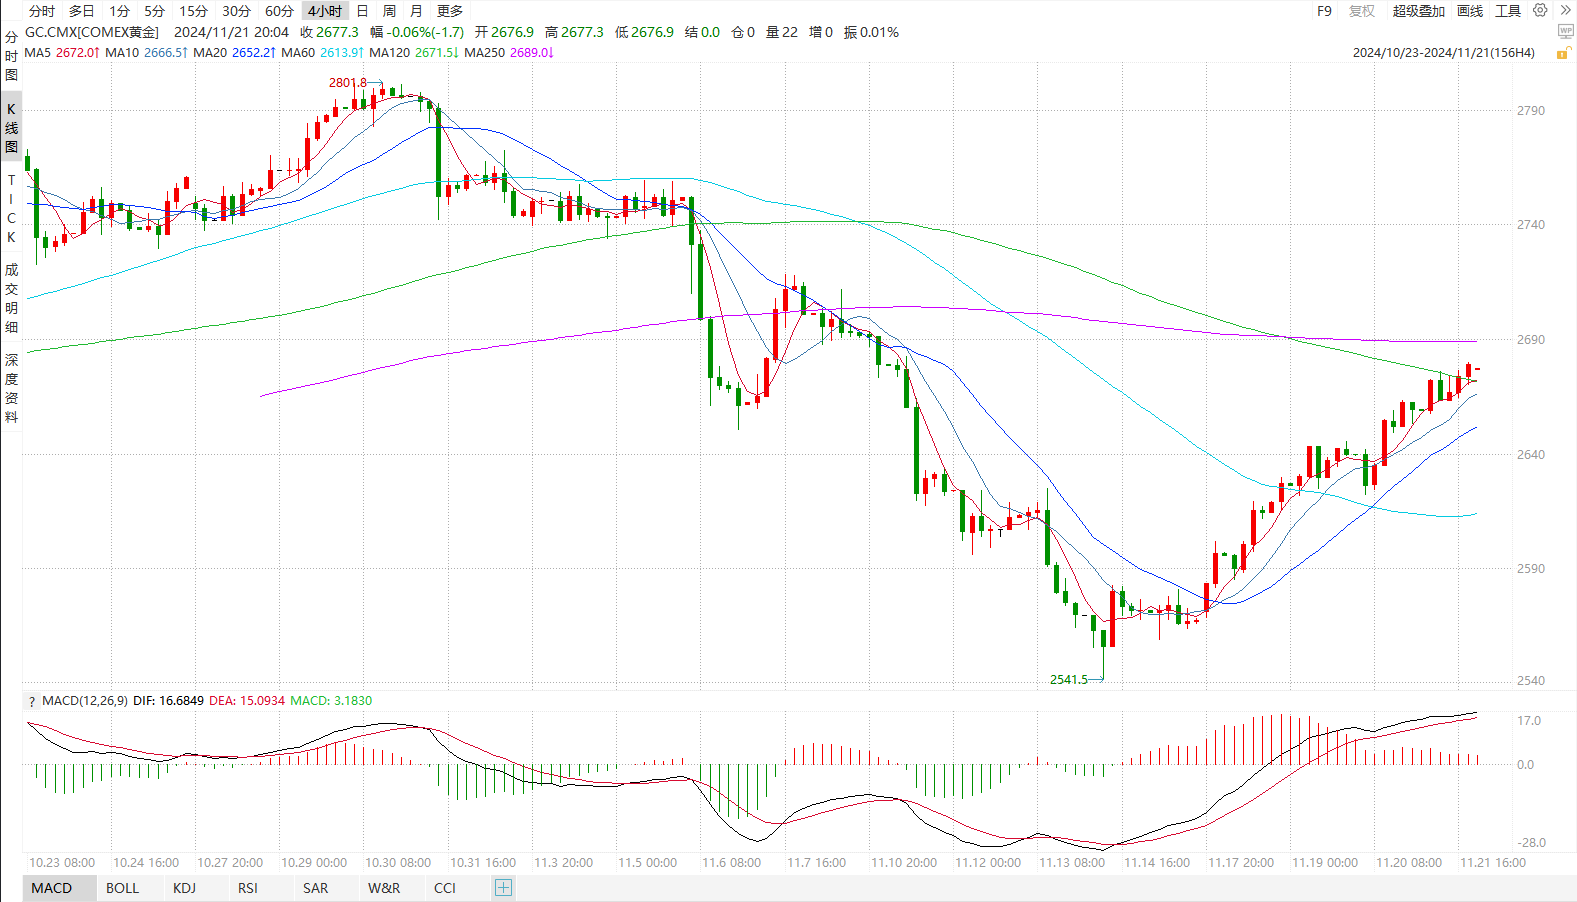 分时 多日 1分 5分 15分 30分 60分 4小时 日 周 月 更多 F9 复权 超级叠加 画线 工具
GC.CMX[COMEX黄金] 2024/11/21 20:04 收 2677.3 幅 -0.06%(-1.7) 开 2676.9 高 2677.3 低 2676.9 仓 0 结 0.0 量 22 增 0 振 0.01%
MA5 2672.0↑ MA10 2666.5↑ MA20 2652.2↑ MA60 2613.9↑ MA120 2671.5↓ MA250 2689.0↓ 2024/10/23-2024/11/21(156H4)
WP
分时图
K线图
TICK
成交明细
深度资料
2801.8
2790
2740
2690
2640
2590
2541.5
2540
? MACD(12,26,9) DIF: 16.6849 DEA: 15.0934 MACD: 3.1830
17.0
0.0
-28.0
10.23 08:00 10.24 16:00 10.27 20:00 10.29 00:00 10.30 08:00 10.31 16:00 11.3 20:00 11.5 00:00 11.6 08:00 11.7 16:00 11.10 20:00 11.12 00:00 11.13 08:00 11.14 16:00 11.17 20:00 11.19 00:00 11.20 08:00 11.21 16:00
MACD BOLL KDJ RSI SAR W&R CCI